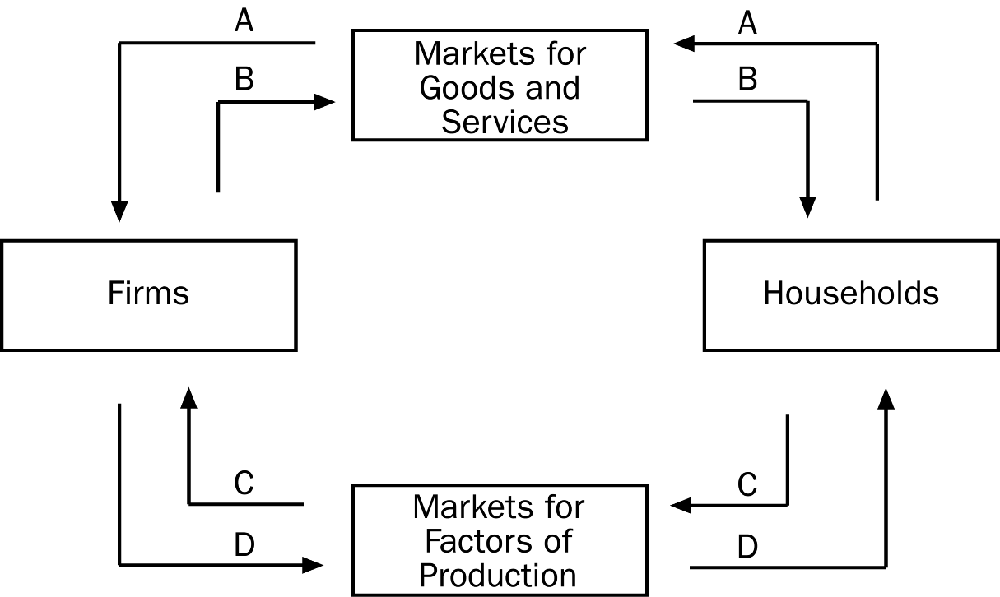 A
A
B
B
Markets for
Goods and
Services
Firms
Households
C
C
D
D
Markets for
Factors of
Production